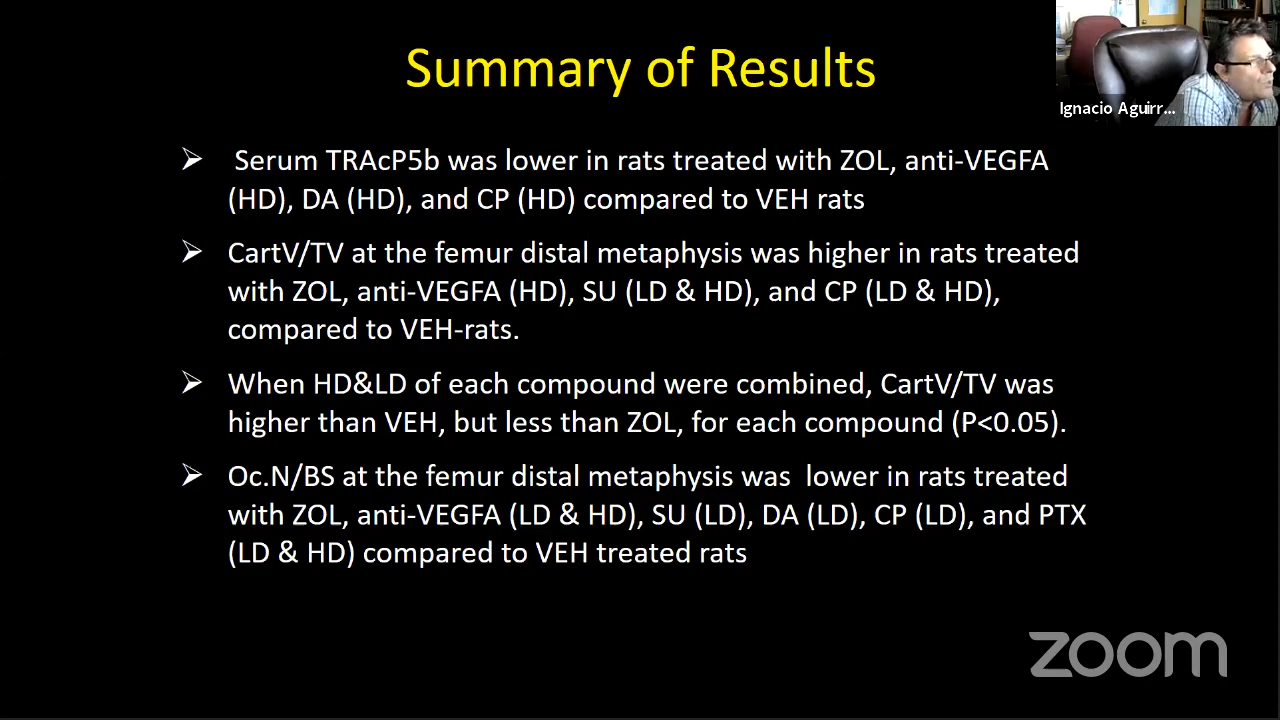 Summary of Results
Ignacio Aguirr...
➢ Serum TRAcP5b was lower in rats treated with ZOL, anti-VEGFA
(HD), DA (HD), and CP (HD) compared to VEH rats
➢ CartV/TV at the femur distal metaphysis was higher in rats treated
with ZOL, anti-VEGFA (HD), SU (LD & HD), and CP (LD & HD),
compared to VEH-rats.
➢ When HD&LD of each compound were combined, CartV/TV was
higher than VEH, but less than ZOL, for each compound (P<0.05).
➢ Oc.N/BS at the femur distal metaphysis was lower in rats treated
with ZOL, anti-VEGFA (LD & HD), SU (LD), DA (LD), CP (LD), and PTX
(LD & HD) compared to VEH treated rats
zoom